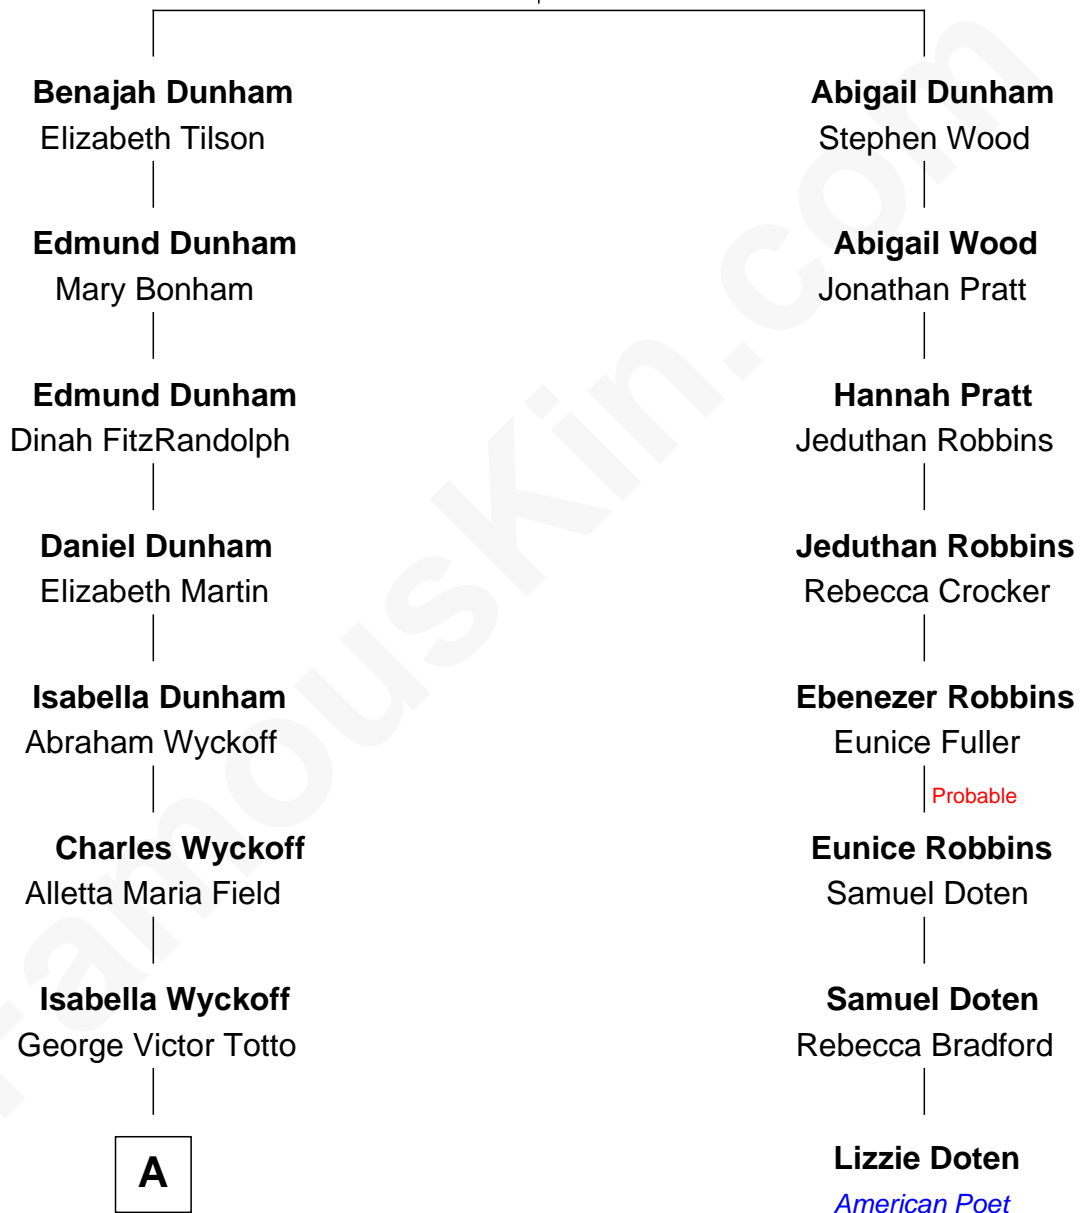 Benajah Dunham
Elizabeth Tilson
Edmund Dunham
Mary Bonham
Edmund Dunham
Dinah FitzRandolph
Daniel Dunham
Elizabeth Martin
Isabella Dunham
Abraham Wyckoff
Charles Wyckoff
Alletta Maria Field
Isabella Wyckoff
George Victor Totto
A
Abigail Dunham
Stephen Wood
Abigail Wood
Jonathan Pratt
Hannah Pratt
Jeduthan Robbins
Jeduthan Robbins
Rebecca Crocker
Ebenezer Robbins
Eunice Fuller
Probable
Eunice Robbins
Samuel Doten
Samuel Doten
Rebecca Bradford
Lizzie Doten
American Poet
FamousKin.com